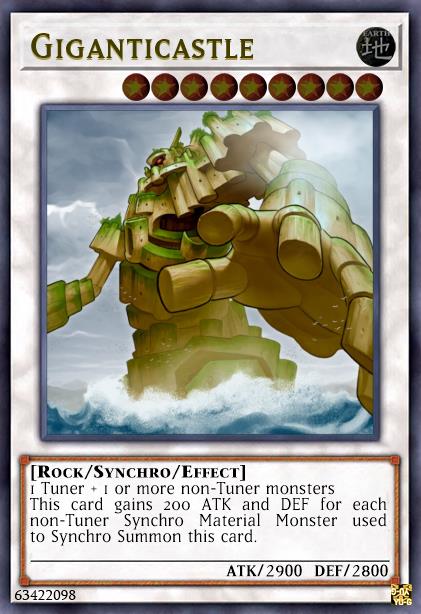 GIGANTICASTLE
EARTH
地
[ROCK/SYNCHRO/EFFECT]
1 Tuner + 1 or more non-Tuner monsters
This card gains 200 ATK and DEF for each
non-Tuner Synchro Material Monster used
to Synchro Summon this card.
ATK/2900 DEF/2800
63422098